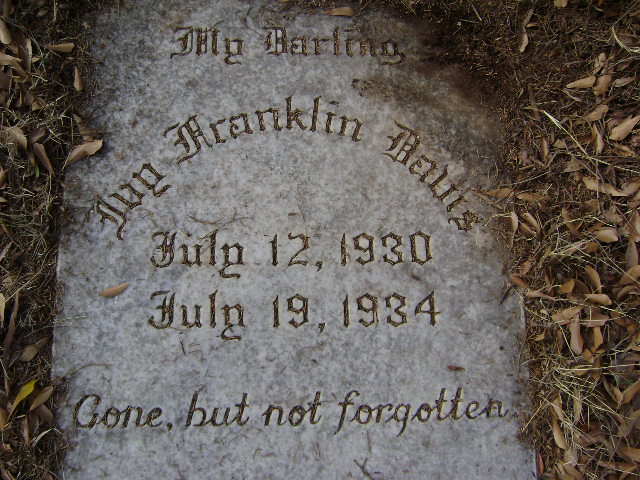 My Darling
Ivy Franklin Davis
July 12, 1930
July 19, 1934
Gone, but not forgotten.